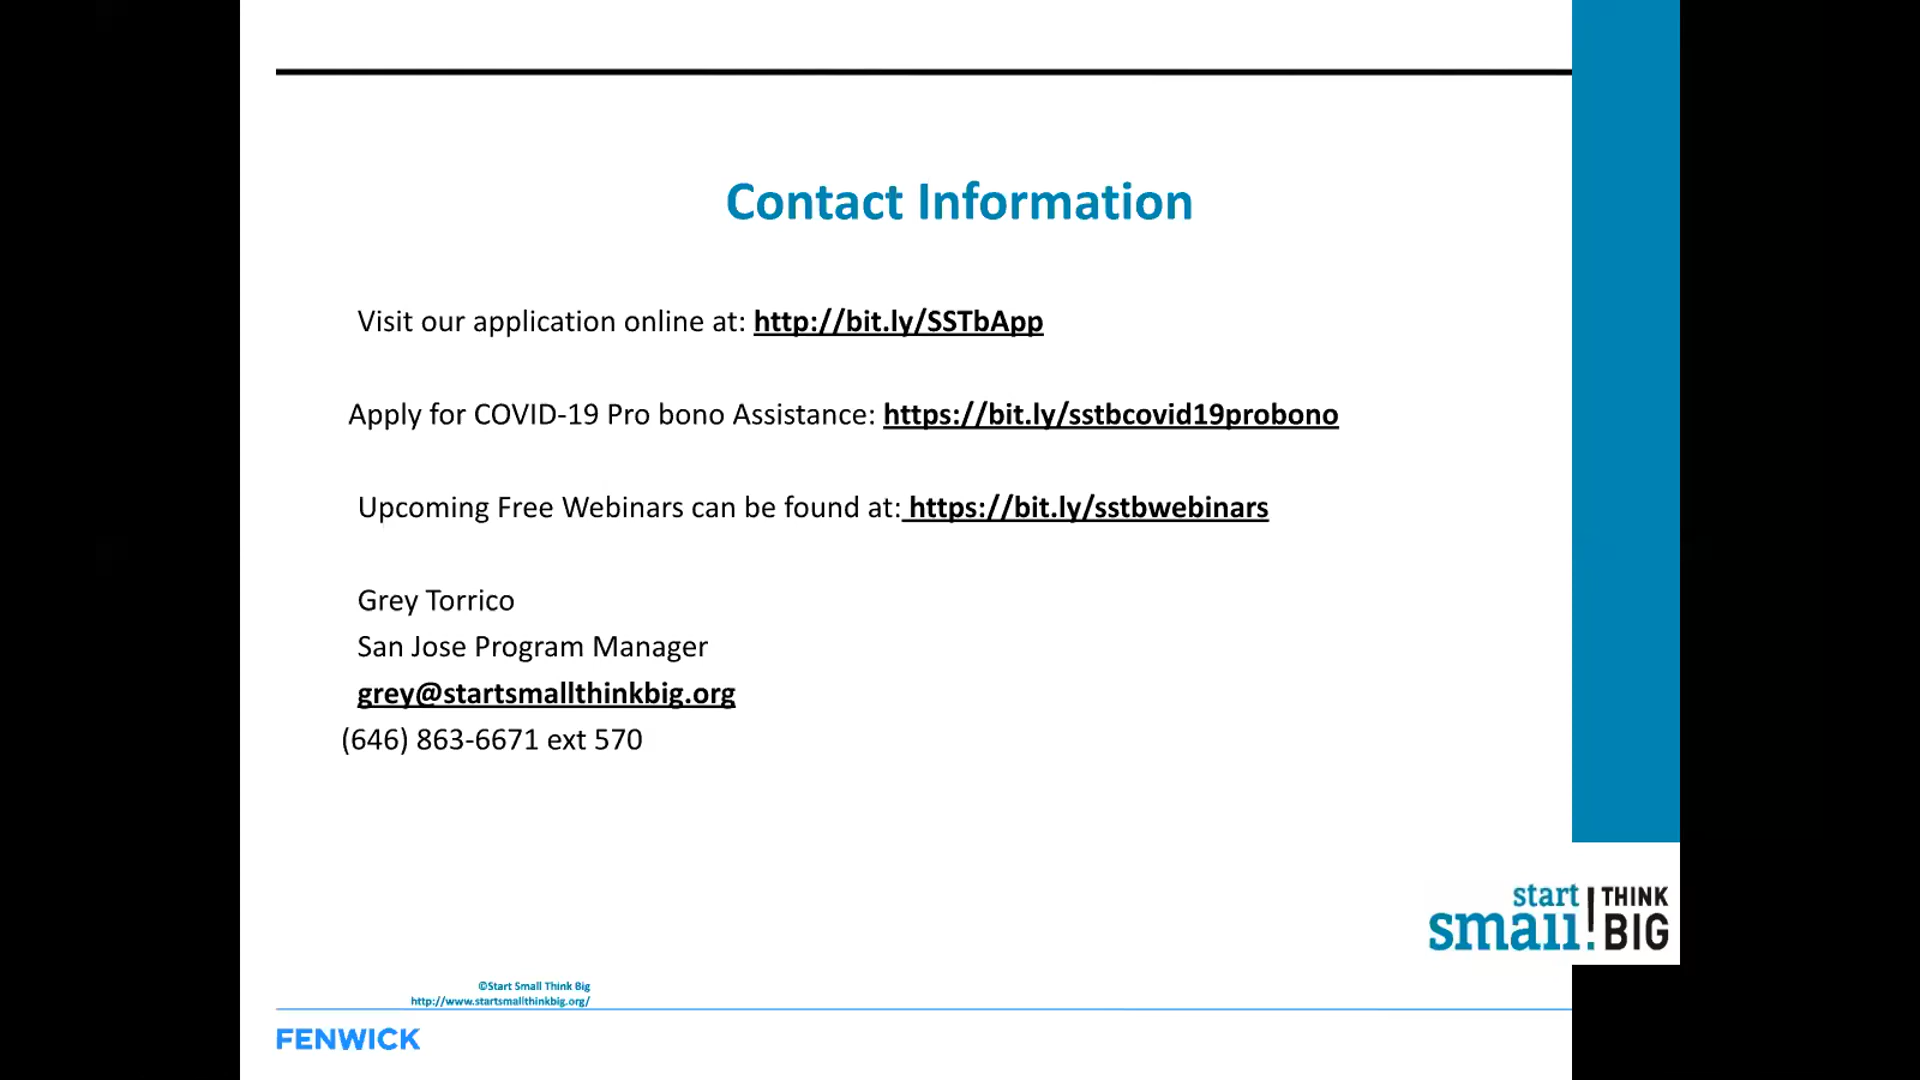 Contact Information
Visit our application online at: http://bit.ly/SSTbApp
Apply for COVID-19 Pro bono Assistance: https://bit.ly/sstbcovid19probono
Upcoming Free Webinars can be found at: https://bit.ly/sstbwebinars
Grey Torrico
San Jose Program Manager
grey@startsmallthinkbig.org
(646) 863-6671 ext 570
start THINK
small! BIG
©Start Small Think Big
http://www.startsmallthinkbig.org/
FENWICK